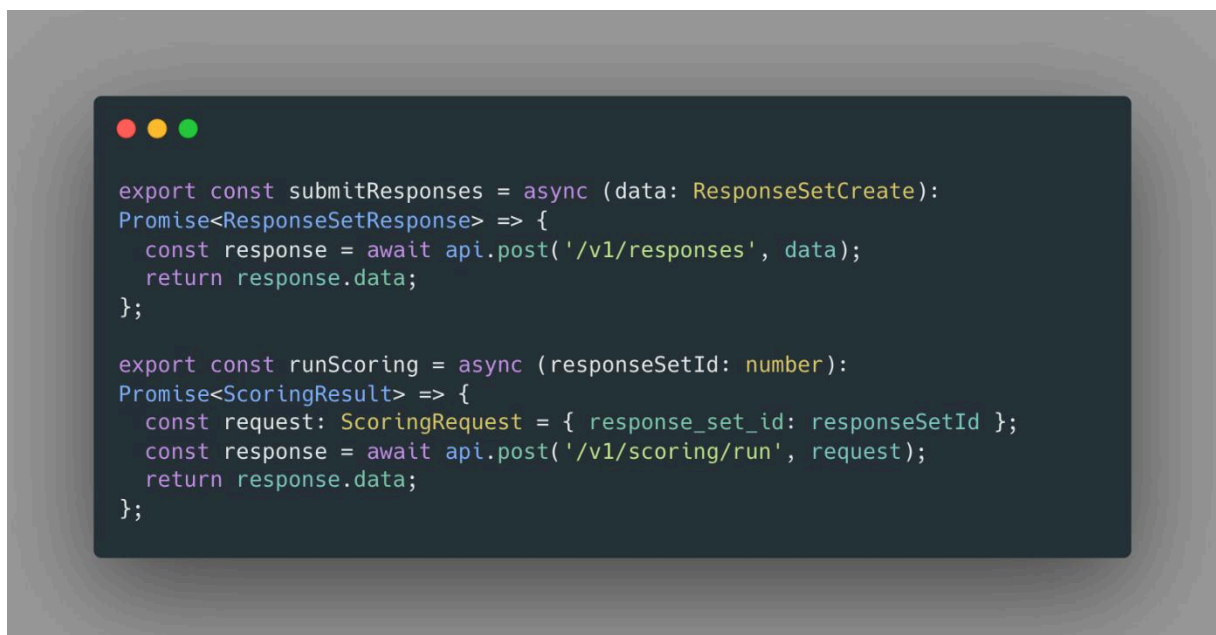 export const submitResponses = async (data: ResponseSetCreate):
Promise<ResponseSetResponse> => {
  const response = await api.post('/v1/responses', data);
  return response.data;
};

export const runScoring = async (responseSetId: number):
Promise<ScoringResult> => {
  const request: ScoringRequest = { response_set_id: responseSetId };
  const response = await api.post('/v1/scoring/run', request);
  return response.data;
};